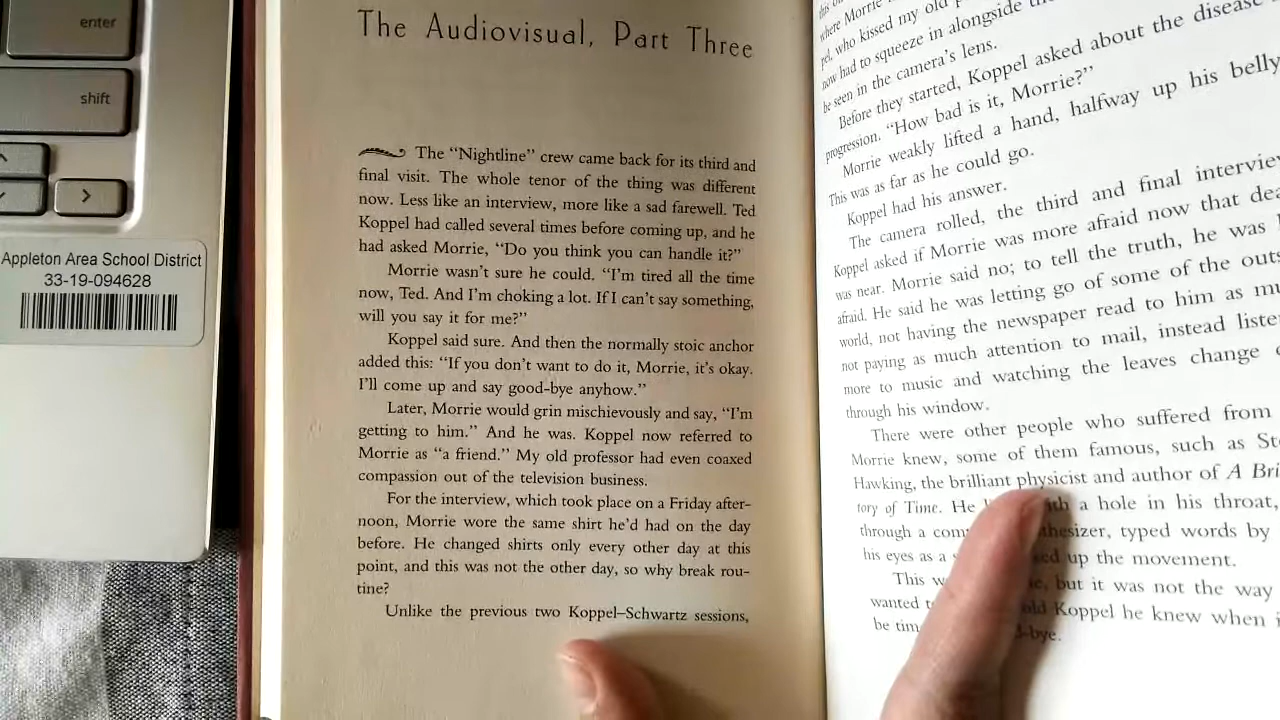 enter
shift
Appleton Area School District
33-19-094628
The Audiovisual, Part Three
The “Nightline” crew came back for its third and
final visit. The whole tenor of the thing was different
now. Less like an interview, more like a sad farewell. Ted
Koppel had called several times before coming up, and he
had asked Morrie, “Do you think you can handle it?”
Morrie wasn’t sure he could. “I’m tired all the time
now, Ted. And I’m choking a lot. If I can’t say something,
will you say it for me?”
Koppel said sure. And then the normally stoic anchor
added this: “If you don’t want to do it, Morrie, it’s okay.
I’ll come up and say good-bye anyhow.”
Later, Morrie would grin mischievously and say, “I’m
getting to him.” And he was. Koppel now referred to
Morrie as “a friend.” My old professor had even coaxed
compassion out of the television business.
For the interview, which took place on a Friday after-
noon, Morrie wore the same shirt he’d had on the day
before. He changed shirts only every other day at this
point, and this was not the other day, so why break rou-
tine?
Unlike the previous two Koppel–Schwartz sessions,
where Morrie
pel, who kissed my old
now had to squeeze in alongside
be seen in the camera’s lens.
Before they started, Koppel asked about the disease
progression. “How bad is it, Morrie?”
Morrie weakly lifted a hand, halfway up his belly
This was as far as he could go.
Koppel had his answer.
The camera rolled, the third and final
Koppel asked if Morrie was more afraid now that
was near. Morrie said no; to tell the truth, he was
afraid. He said he was letting go of some of the
world, not having the newspaper read to him as
not paying as much attention to mail, instead
more to music and watching the leaves change
through his window.
There were other people who suffered from
Morrie knew, some of them famous, such as
Hawking, the brilliant physicist and author of A
tory of Time. He a hole in his throat,
through a typed words by
his eyes as a up the movement.
This but it was not the way
wanted Koppel he knew when
be